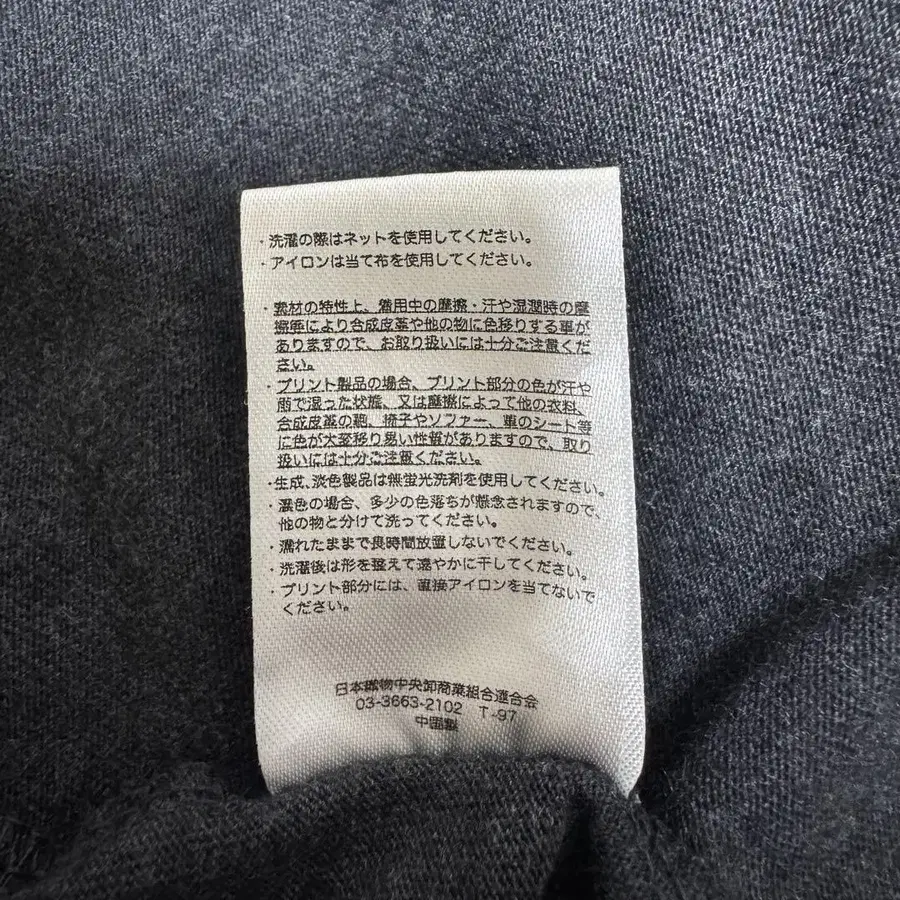 ・洗濯の際はネットを使用してください。
・アイロンは当て布を使用してください。
・素材の特性上、着用中の摩擦・汗や湿潤時の摩
擦等により合成皮革や他の物に色移りする事が
ありますので、お取り扱いには十分ご注意くだ
さい。
・プリント製品の場合、プリント部分の色が汗や
雨で湿った状態、又は摩擦によって他の衣料、
合成皮革の鞄、椅子やソファー、車のシート等
に色が大変移り易い性質がありますので、取り
扱いには十分ご注意ください。
・生成、淡色製品は無蛍光洗剤を使用してください。
・濃色の場合、多少の色落ちが懸念されますので、
他の物と分けて洗ってください。
・濡れたままで長時間放置しないでください。
・洗濯後は形を整えて速やかに干してください。
・プリント部分には、直接アイロンを当てないで
ください。
日本織物中央卸商業組合連合会
03-3663-2102 T-97
中国製